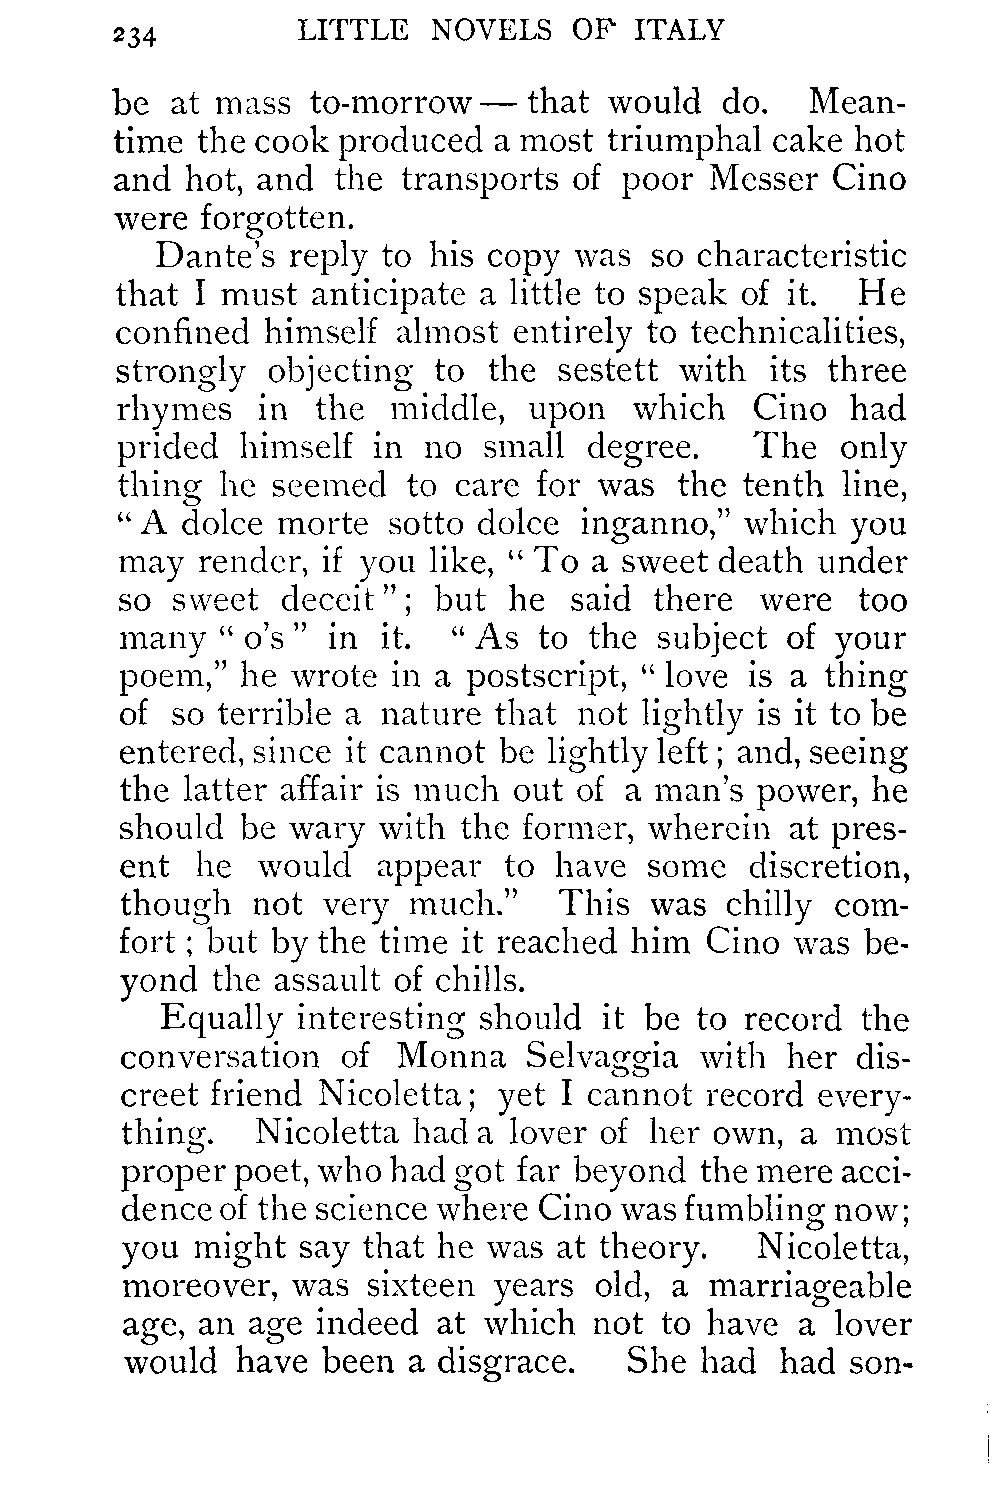 234 LITTLE NOVELS OF ITALY
be at mass to-morrow — that would do. Mean-
time the cook produced a most triumphal cake hot
and hot, and the transports of poor Messer Cino
were forgotten.
Dante's reply to his copy was so characteristic
that I must anticipate a little to speak of it. He
confined himself almost entirely to technicalities,
strongly objecting to the sestett with its three
rhymes in the middle, upon which Cino had
prided himself in no small degree. The only
thing he seemed to care for was the tenth line,
“A dolce morte sotto dolce inganno,” which you
may render, if you like, “To a sweet death under
so sweet deceit”; but he said there were too
many “o's” in it. “As to the subject of your
poem,” he wrote in a postscript, “love is a thing
of so terrible a nature that not lightly is it to be
entered, since it cannot be lightly left; and, seeing
the latter affair is much out of a man's power, he
should be wary with the former, wherein at pres-
ent he would appear to have some discretion,
though not very much.” This was chilly com-
fort; but by the time it reached him Cino was be-
yond the assault of chills.
Equally interesting should it be to record the
conversation of Monna Selvaggia with her dis-
creet friend Nicoletta; yet I cannot record every-
thing. Nicoletta had a lover of her own, a most
proper poet, who had got far beyond the mere acci-
dence of the science where Cino was fumbling now;
you might say that he was at theory. Nicoletta,
moreover, was sixteen years old, a marriageable
age, an age indeed at which not to have a lover
would have been a disgrace. She had had son-